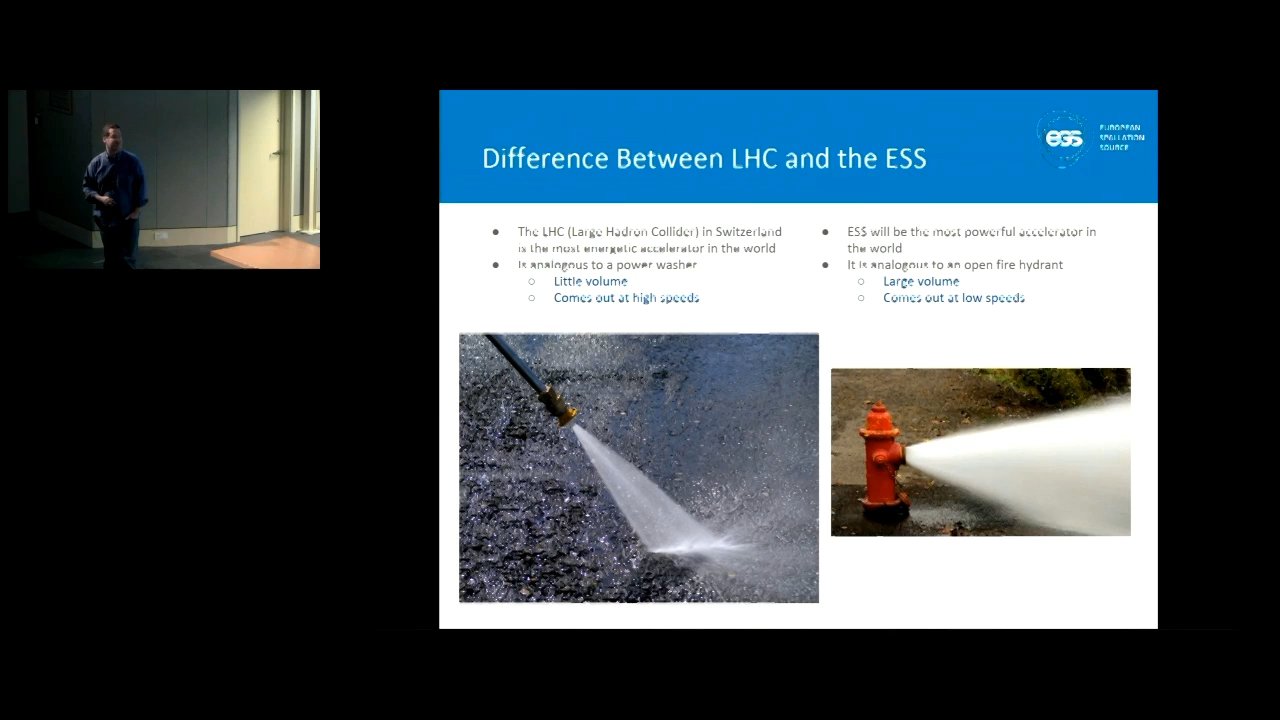 Difference Between LHC and the ESS
ess
EUROPEAN
SPALLATION
SOURCE
● The LHC (Large Hadron Collider) in Switzerland
is the most energetic accelerator in the world
● Is analogous to a power washer
○ Little volume
○ Comes out at high speeds
● ESS will be the most powerful accelerator in
the world
● It is analogous to an open fire hydrant
○ Large volume
○ Comes out at low speeds